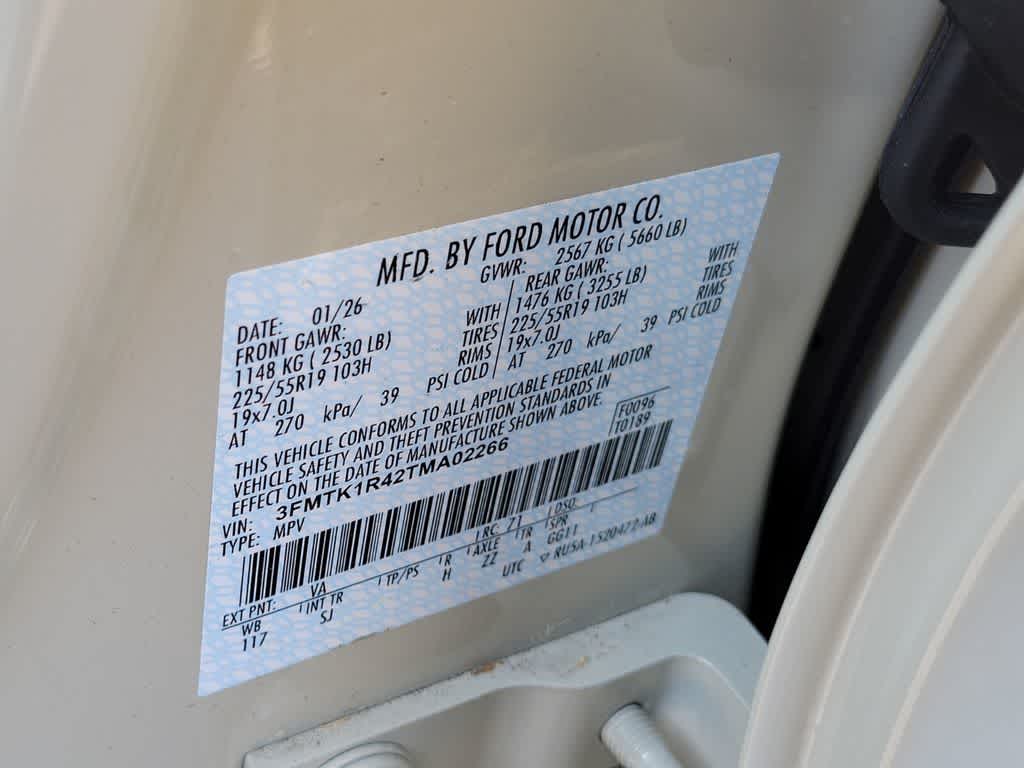 MFD. BY FORD MOTOR CO.
DATE: 01/26 GVWR: 2567 KG ( 5660 LB)
FRONT GAWR: REAR GAWR:
1148 KG ( 2530 LB) WITH 1476 KG ( 3255 LB) WITH
225/55R19 103H TIRES 225/55R19 103H TIRES
19x7.0J RIMS 19x7.0J RIMS
AT 270 kPa/ 39 PSI COLD AT 270 kPa/ 39 PSI COLD
THIS VEHICLE CONFORMS TO ALL APPLICABLE FEDERAL MOTOR
VEHICLE SAFETY AND THEFT PREVENTION STANDARDS IN
EFFECT ON THE DATE OF MANUFACTURE SHOWN ABOVE.
F0096
T0189
VIN: 3FMTK1R42TMA02266
TYPE: MPV
EXT PNT: VA RC: 71 DSO:
WB INT TR TP/PS R AXLE TR SPR
117 SJ H ZZ A GG11
UTC RU5A-1520472-AB